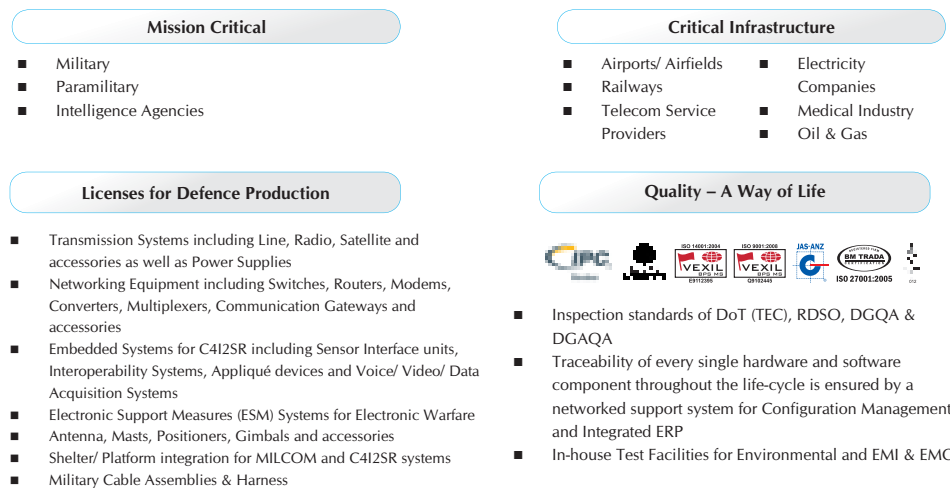 Mission Critical
Military
Paramilitary
Intelligence Agencies
Critical Infrastructure
Airports/ Airfields
Railways
Telecom Service
Providers
Electricity
Companies
Medical Industry
Oil & Gas
Licenses for Defence Production
Transmission Systems including Line, Radio, Satellite and
accessories as well as Power Supplies
Networking Equipment including Switches, Routers, Modems,
Converters, Multiplexers, Communication Gateways and
accessories
Embedded Systems for C4I2SR including Sensor Interface units,
Interoperability Systems, Appliqué devices and Voice/ Video/ Data
Acquisition Systems
Electronic Support Measures (ESM) Systems for Electronic Warfare
Antenna, Masts, Positioners, Gimbals and accessories
Shelter/ Platform integration for MILCOM and C4I2SR systems
Military Cable Assemblies & Harness
Quality – A Way of Life
IPC
ISO 14001:2004
VEXIL
BPS MS
E9112395
ISO 9001:2008
VEXIL
BPS MS
Q9102445
JAS-ANZ
BM TRADA
ISO 27001:2005
Inspection standards of DoT (TEC), RDSO, DGQA &
DGAQA
Traceability of every single hardware and software
component throughout the life-cycle is ensured by a
networked support system for Configuration Management
and Integrated ERP
In-house Test Facilities for Environmental and EMI & EMC